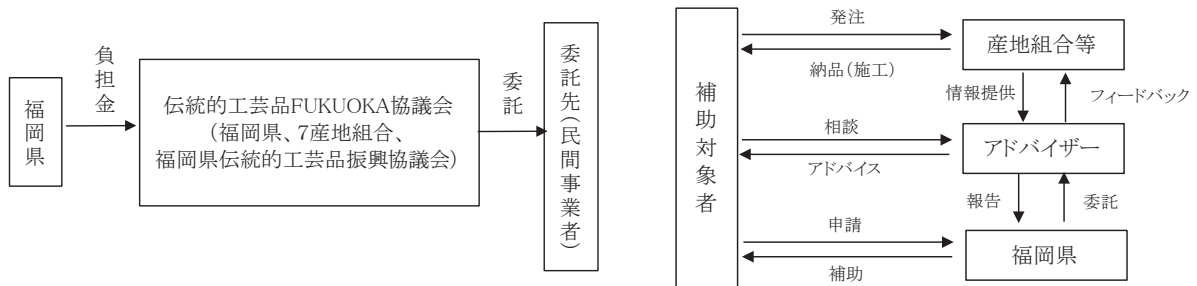 福岡県
負担金
伝統的工芸品FUKUOKA協議会
(福岡県、7産地組合、
福岡県伝統的工芸品振興協議会)
委託
委託先(民間事業者)
補助対象者
発注
納品(施工)
産地組合等
情報提供
フィードバック
相談
アドバイス
アドバイザー
報告
委託
申請
補助
福岡県